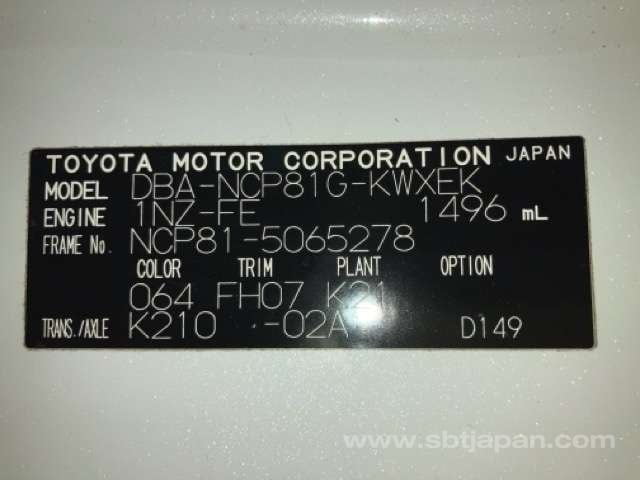 TOYOTA MOTOR CORPORATION JAPAN
MODEL DBA-NCP81G-KWXEK
ENGINE 1NZ-FE 1496 mL
FRAME No. NCP81-5065278
COLOR TRIM PLANT OPTION
064 FH07 K21
TRANS./AXLE K210 -02A D149
www.sbtjapan.com